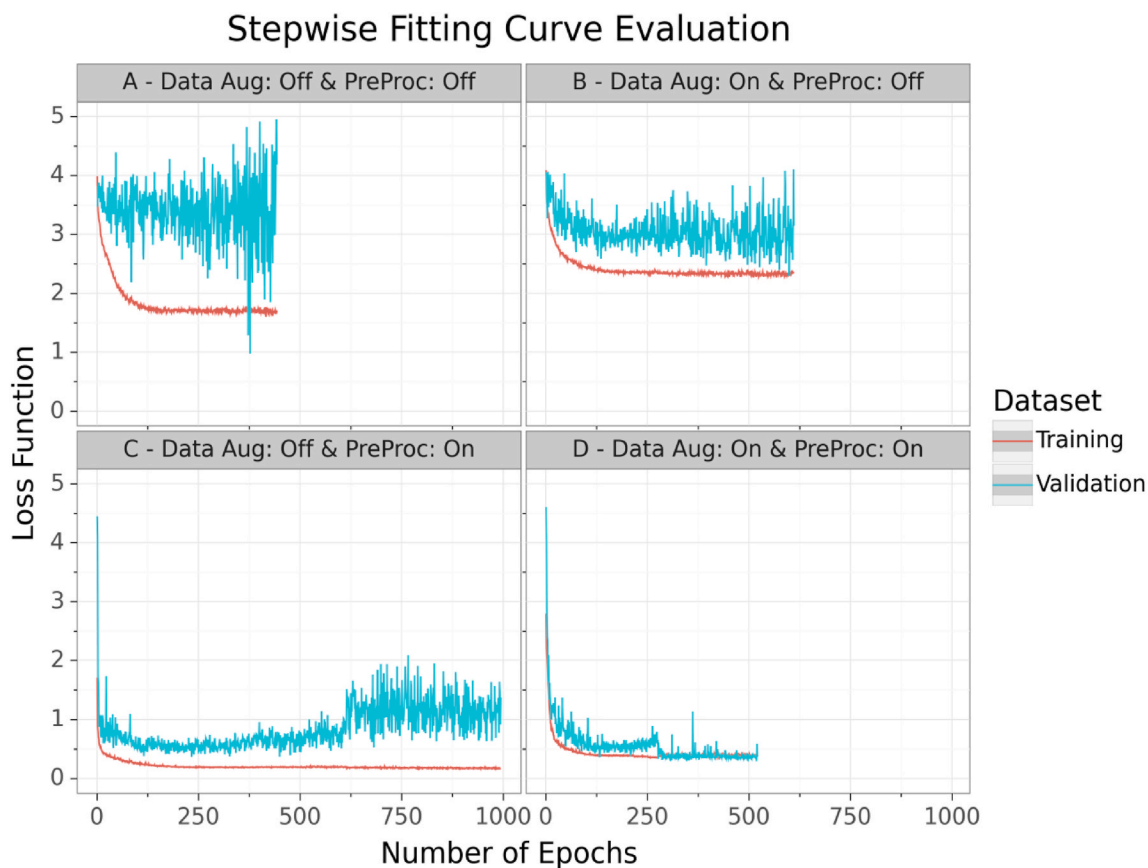 Stepwise Fitting Curve Evaluation
A - Data Aug: Off & PreProc: Off
B - Data Aug: On & PreProc: Off
5
4
3
2
1
0
C - Data Aug: Off & PreProc: On
D - Data Aug: On & PreProc: On
5
4
3
2
1
0
0
250
500
750
1000
0
250
500
750
1000
Loss Function
Number of Epochs
Dataset
Training
Validation